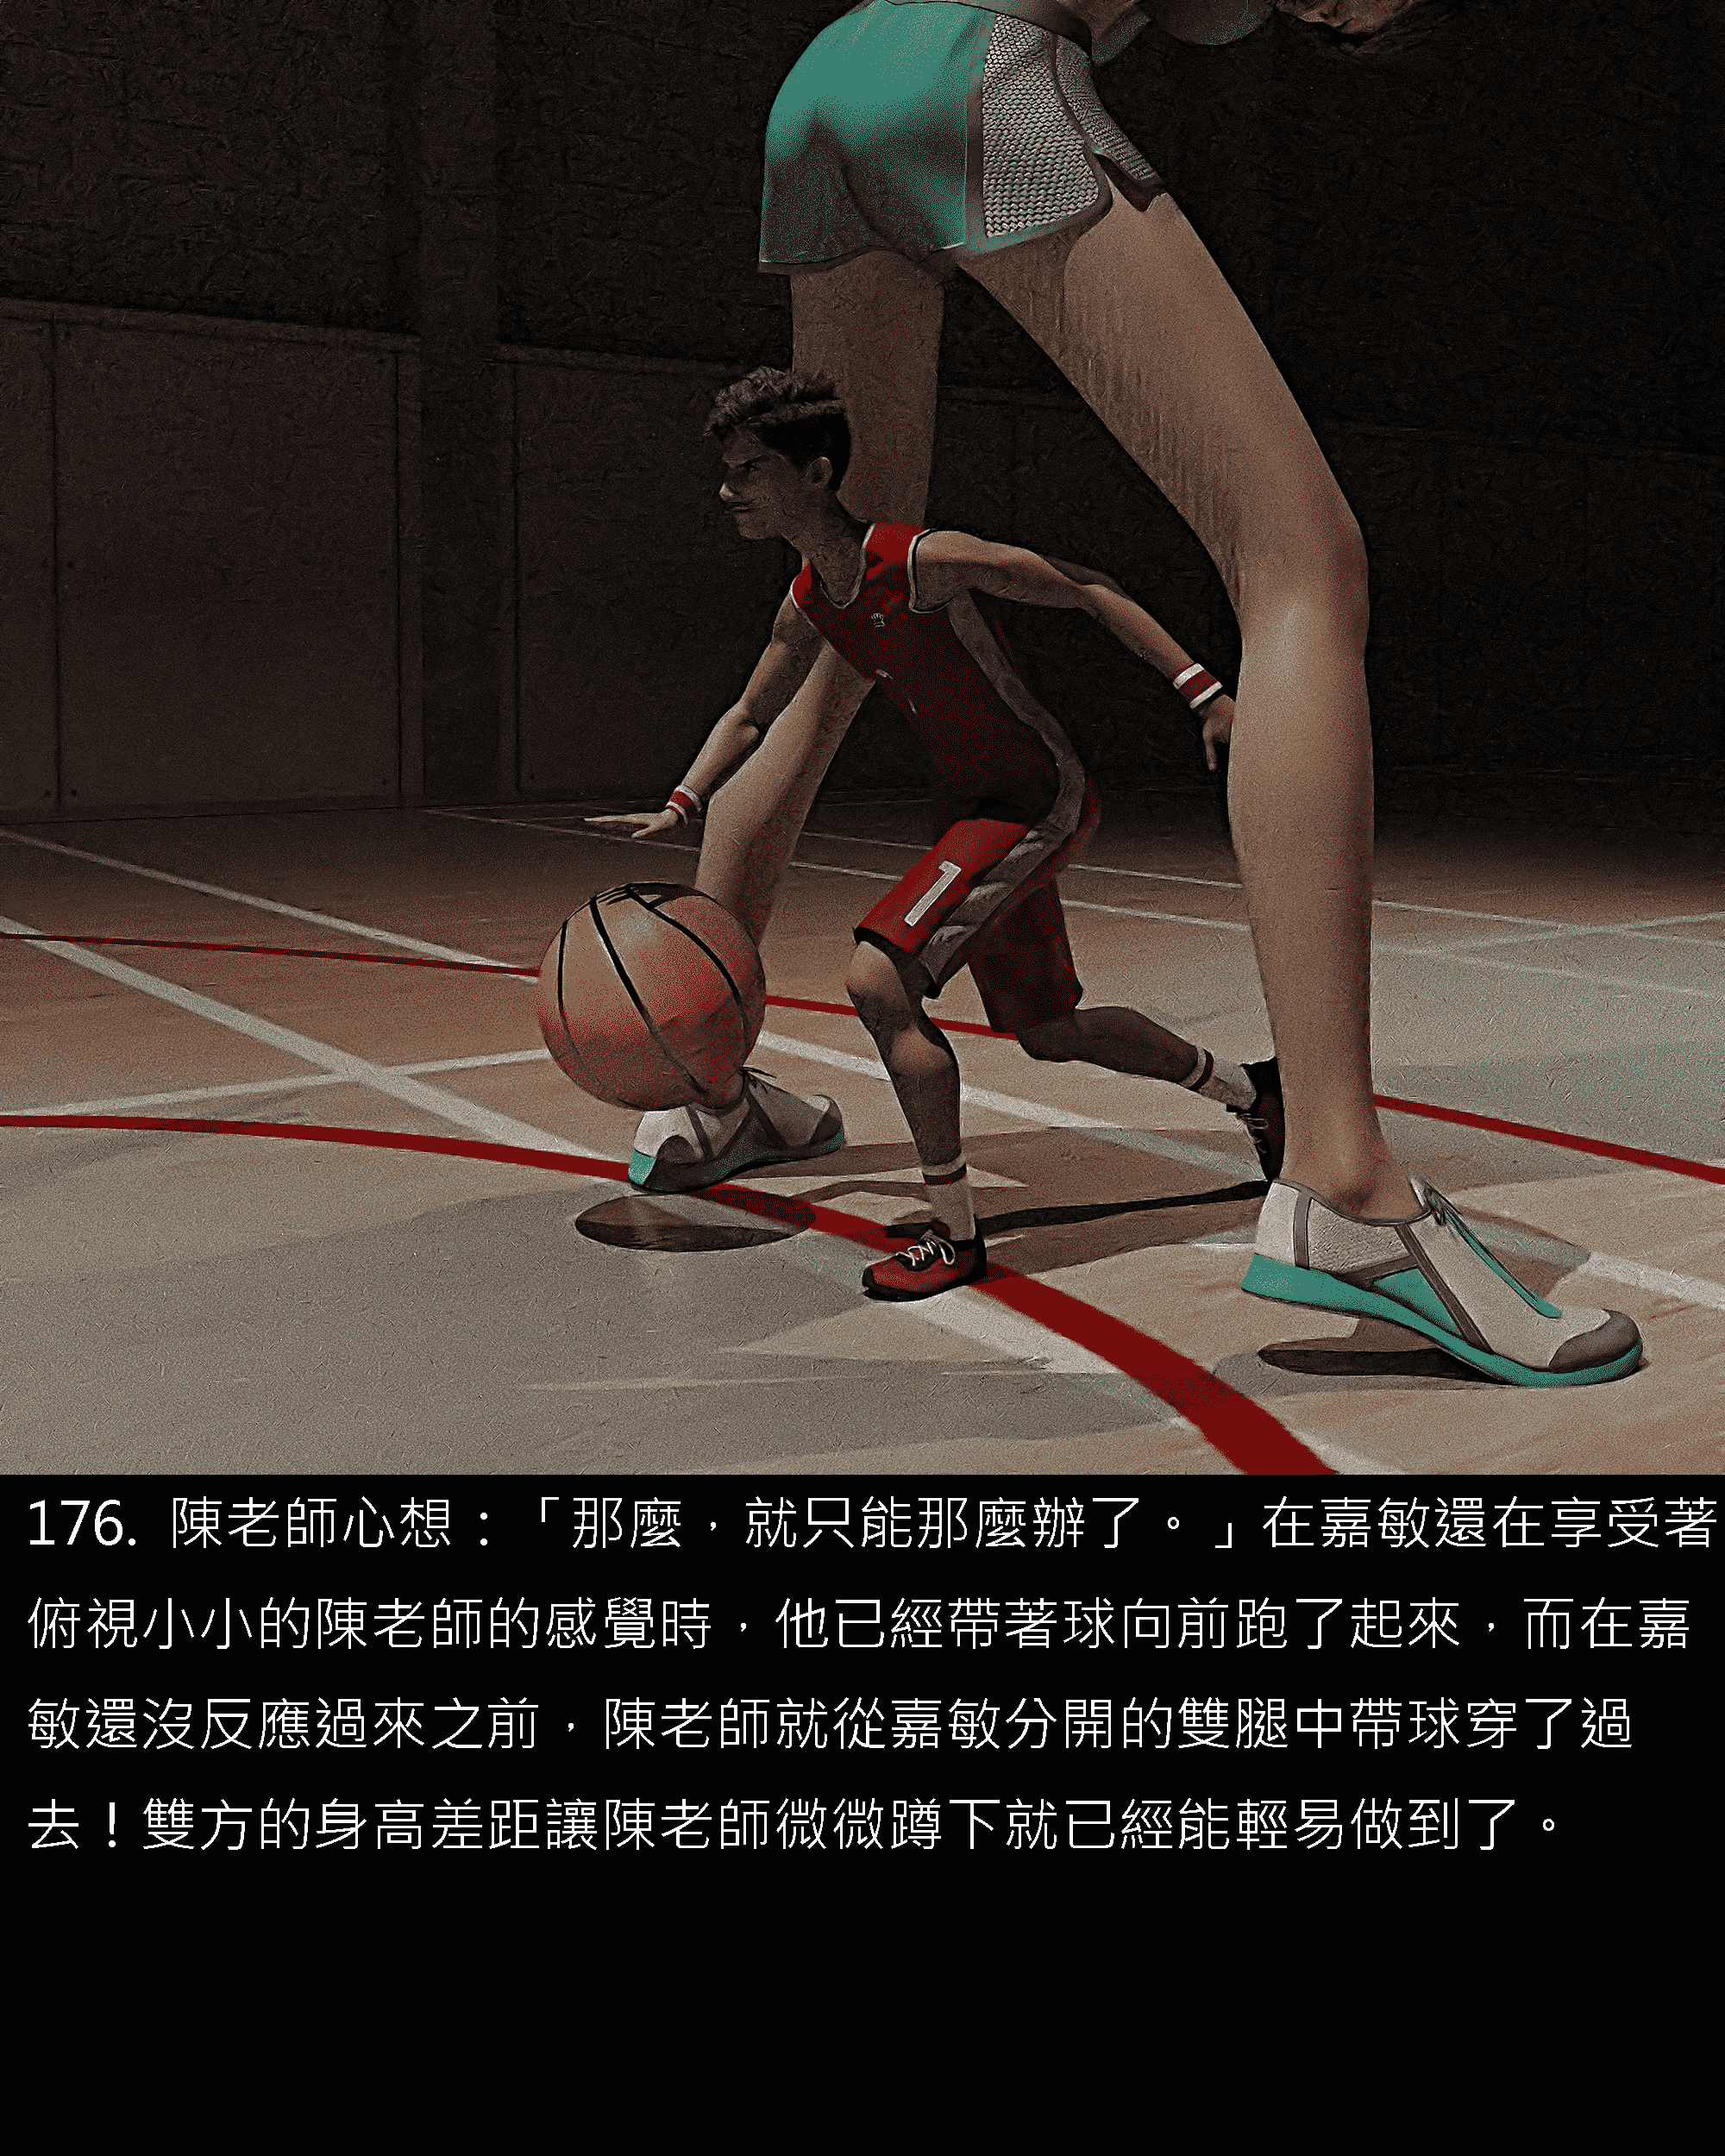 1
176. 陳老師心想：「那麼，就只能那麼辦了。」在嘉敏還在享受著
俯視小小的陳老師的感覺時，他已經帶著球向前跑了起來，而在嘉
敏還沒反應過來之前，陳老師就從嘉敏分開的雙腿中帶球穿了過
去！雙方的身高差距讓陳老師微微蹲下就已經能輕易做到了。